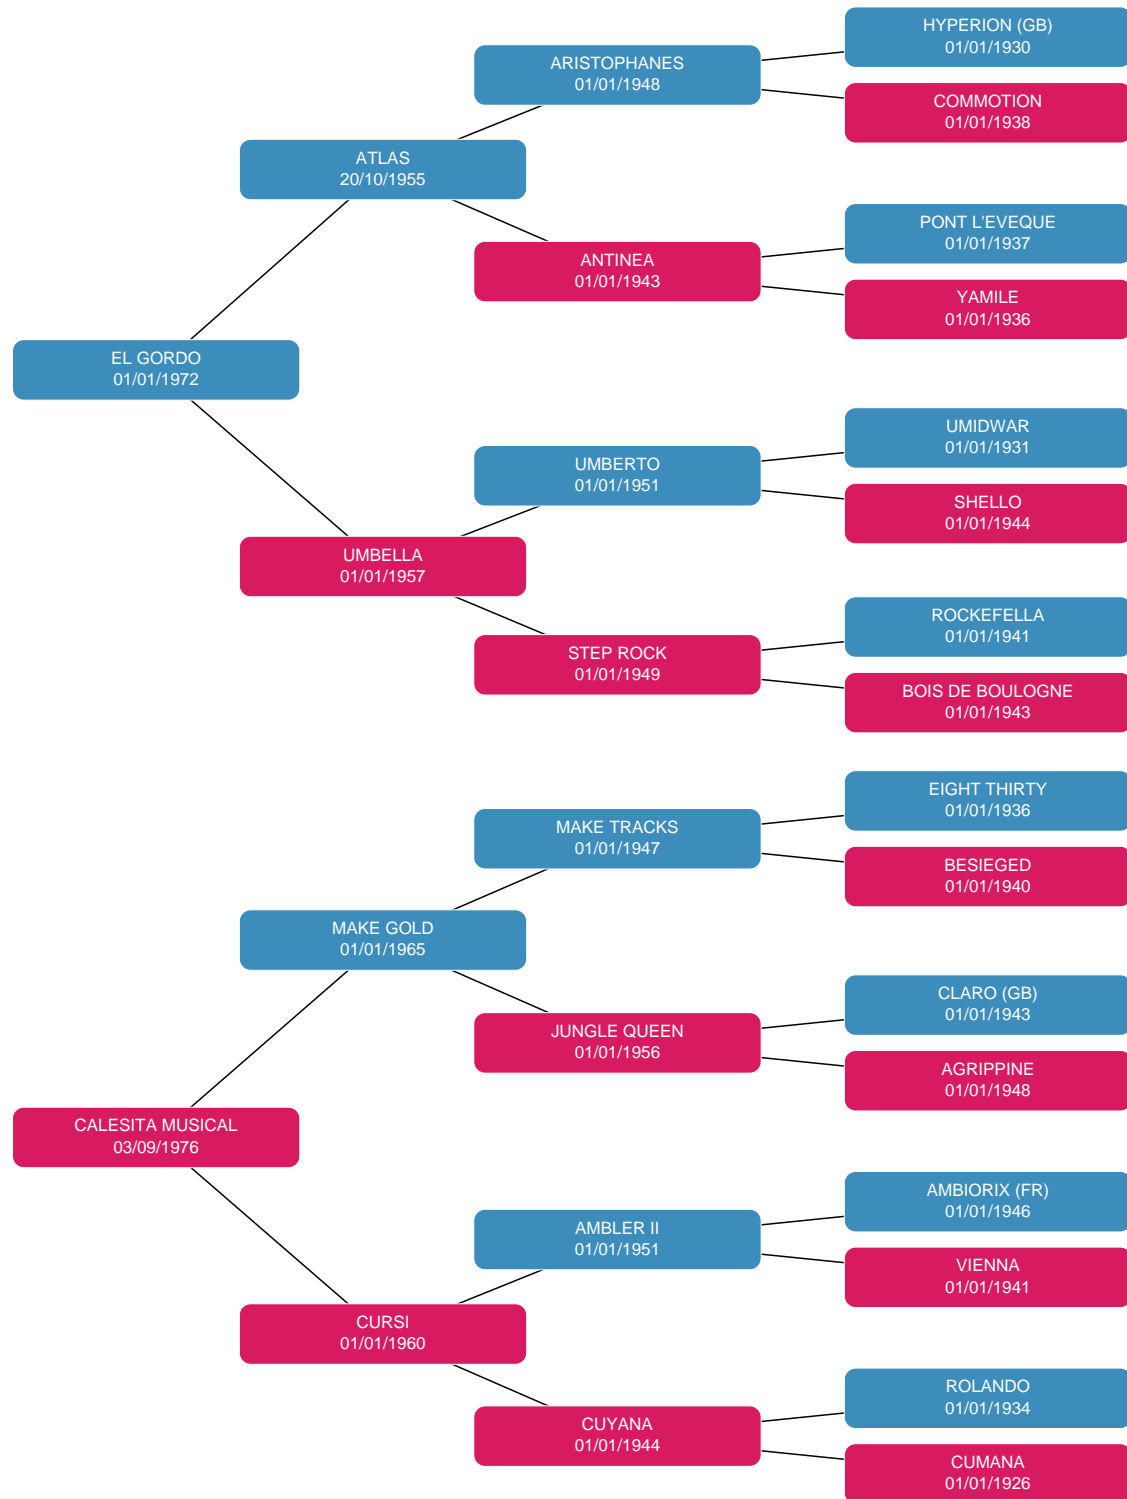 HYPERION (GB)
01/01/1930
ARISTOPHANES
01/01/1948
COMMOTION
01/01/1938
ATLAS
20/10/1955
PONT L'EVEQUE
01/01/1937
ANTINEA
01/01/1943
YAMILE
01/01/1936
EL GORDO
01/01/1972
UMIDWAR
01/01/1931
UMBERTO
01/01/1951
SHELLO
01/01/1944
UMBELLA
01/01/1957
ROCKEFELLA
01/01/1941
STEP ROCK
01/01/1949
BOIS DE BOULOGNE
01/01/1943
EIGHT THIRTY
01/01/1936
MAKE TRACKS
01/01/1947
BESIEGED
01/01/1940
MAKE GOLD
01/01/1965
CLARO (GB)
01/01/1943
JUNGLE QUEEN
01/01/1956
AGRIPPINE
01/01/1948
CALESITA MUSICAL
03/09/1976
AMBIORIX (FR)
01/01/1946
AMBLER II
01/01/1951
VIENNA
01/01/1941
CURSI
01/01/1960
ROLANDO
01/01/1934
CUYANA
01/01/1944
CUMANA
01/01/1926